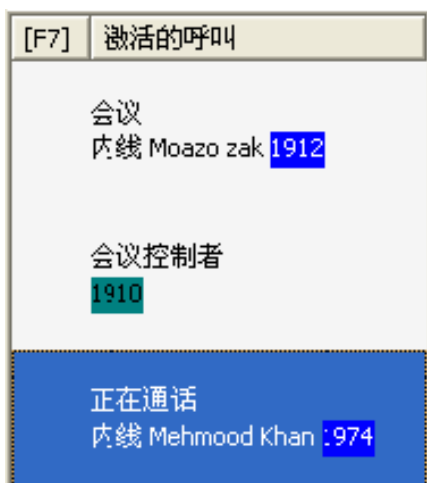 [F7] 激活的呼叫
会议
内线 Moazo zak 1912
会议控制者
1910
正在通话
内线 Mehmood Khan 1974